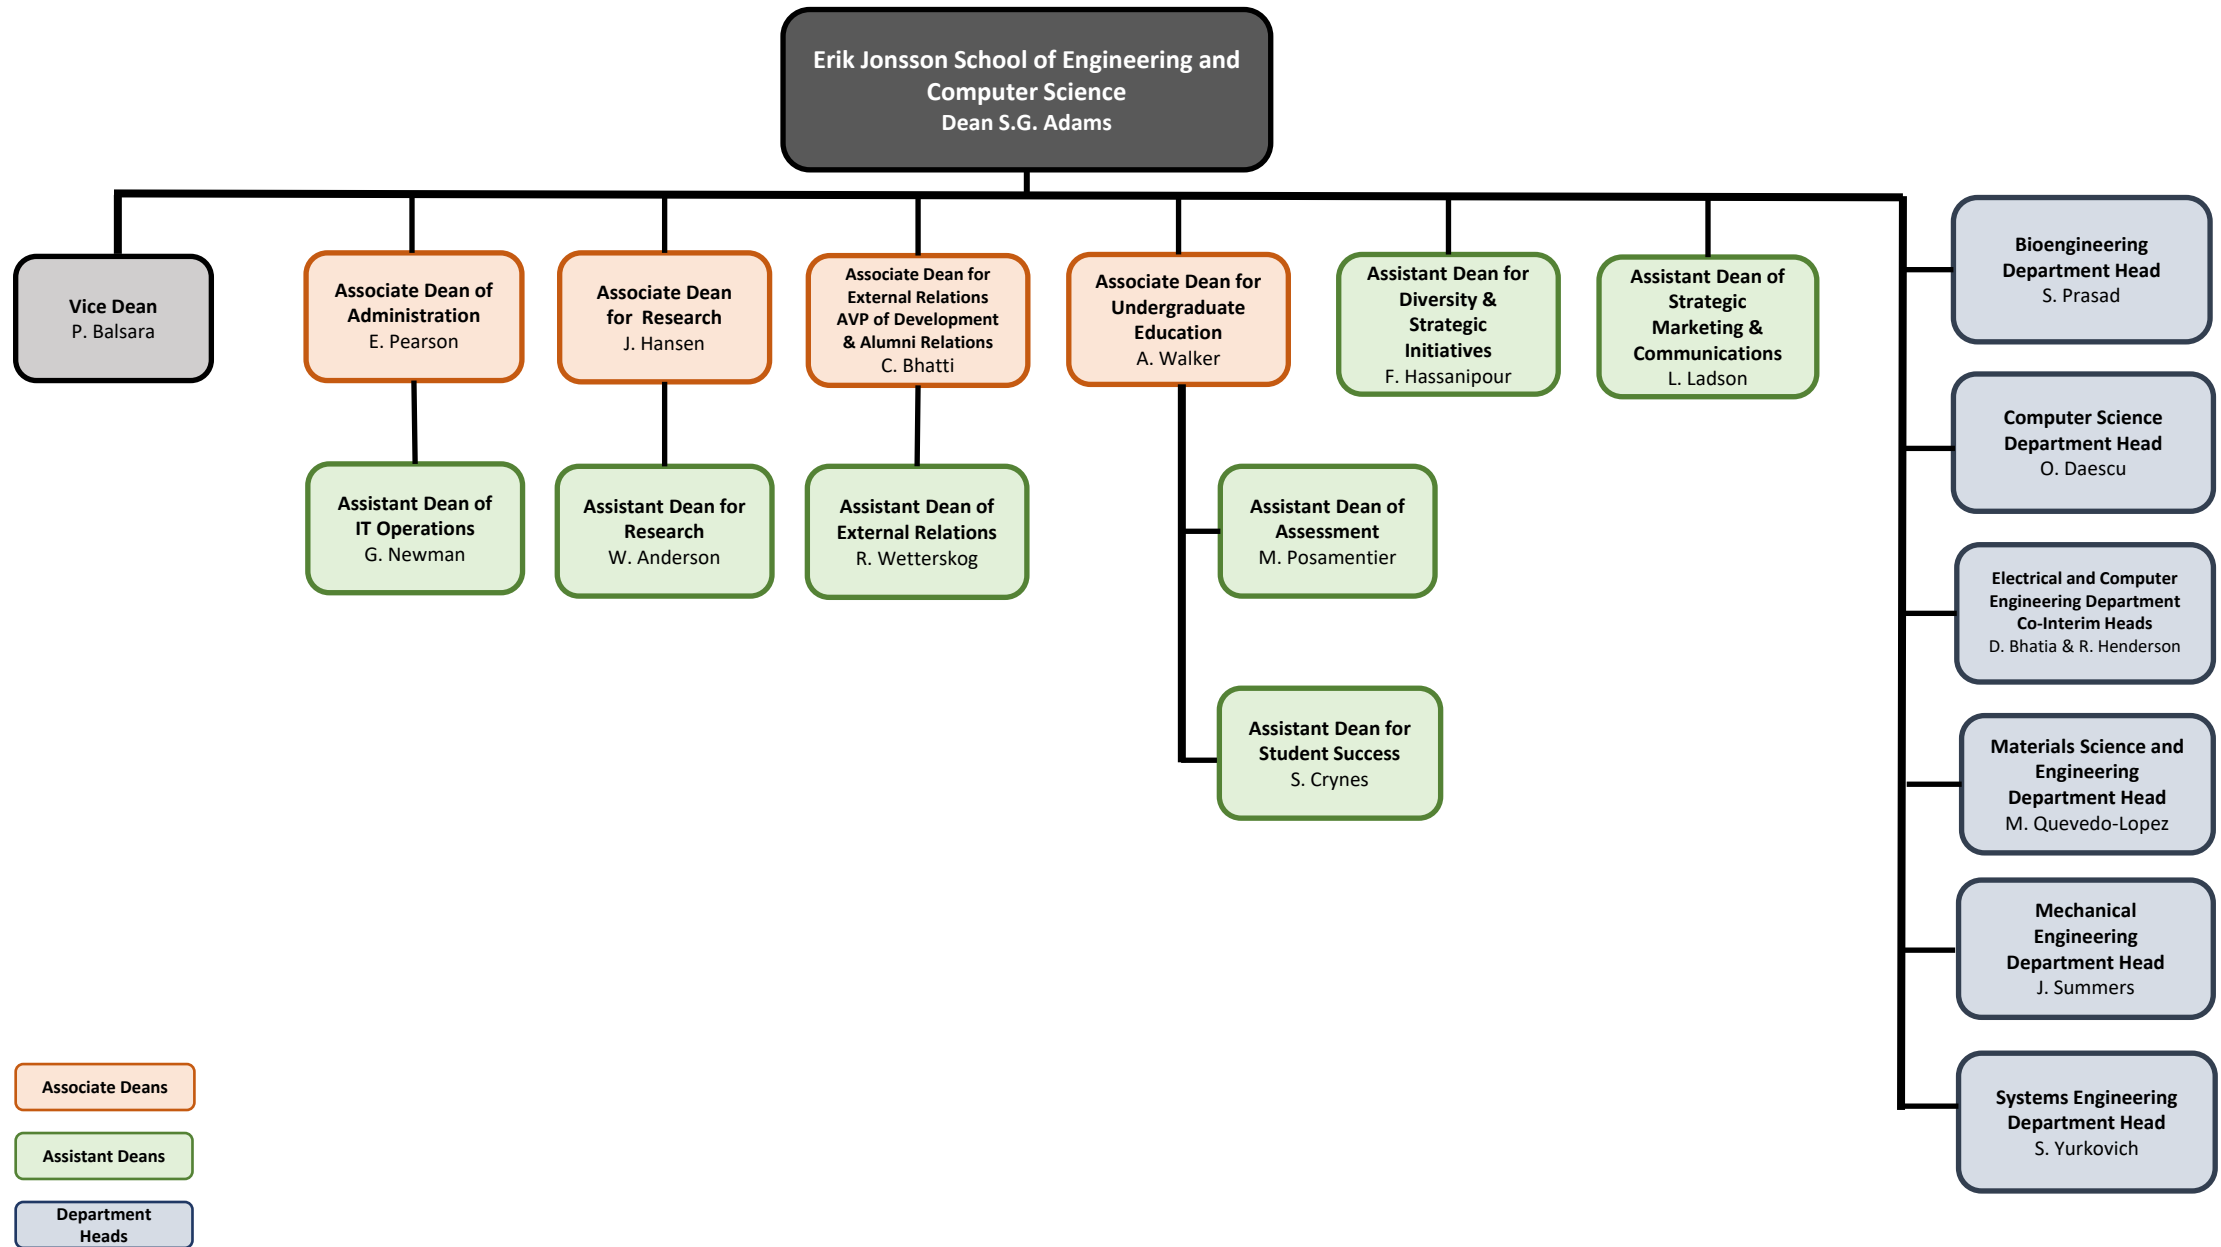 Erik Jonsson School of Engineering and
Computer Science
Dean S.G. Adams
Vice Dean
P. Balsara
Associate Dean of
Administration
E. Pearson
Associate Dean
for Research
J. Hansen
Associate Dean for
External Relations
AVP of Development
& Alumni Relations
C. Bhatti
Associate Dean for
Undergraduate
Education
A. Walker
Assistant Dean for
Diversity &
Strategic
Initiatives
F. Hassanipour
Assistant Dean of
Strategic
Marketing &
Communications
L. Ladson
Assistant Dean of
IT Operations
G. Newman
Assistant Dean for
Research
W. Anderson
Assistant Dean of
External Relations
R. Wetterskog
Assistant Dean of
Assessment
M. Posamentier
Assistant Dean for
Student Success
S. Crynes
Bioengineering
Department Head
S. Prasad
Computer Science
Department Head
O. Daescu
Electrical and Computer
Engineering Department
Co-Interim Heads
D. Bhatia & R. Henderson
Materials Science and
Engineering
Department Head
M. Quevedo-Lopez
Mechanical
Engineering
Department Head
J. Summers
Systems Engineering
Department Head
S. Yurkovich
Associate Deans
Assistant Deans
Department
Heads